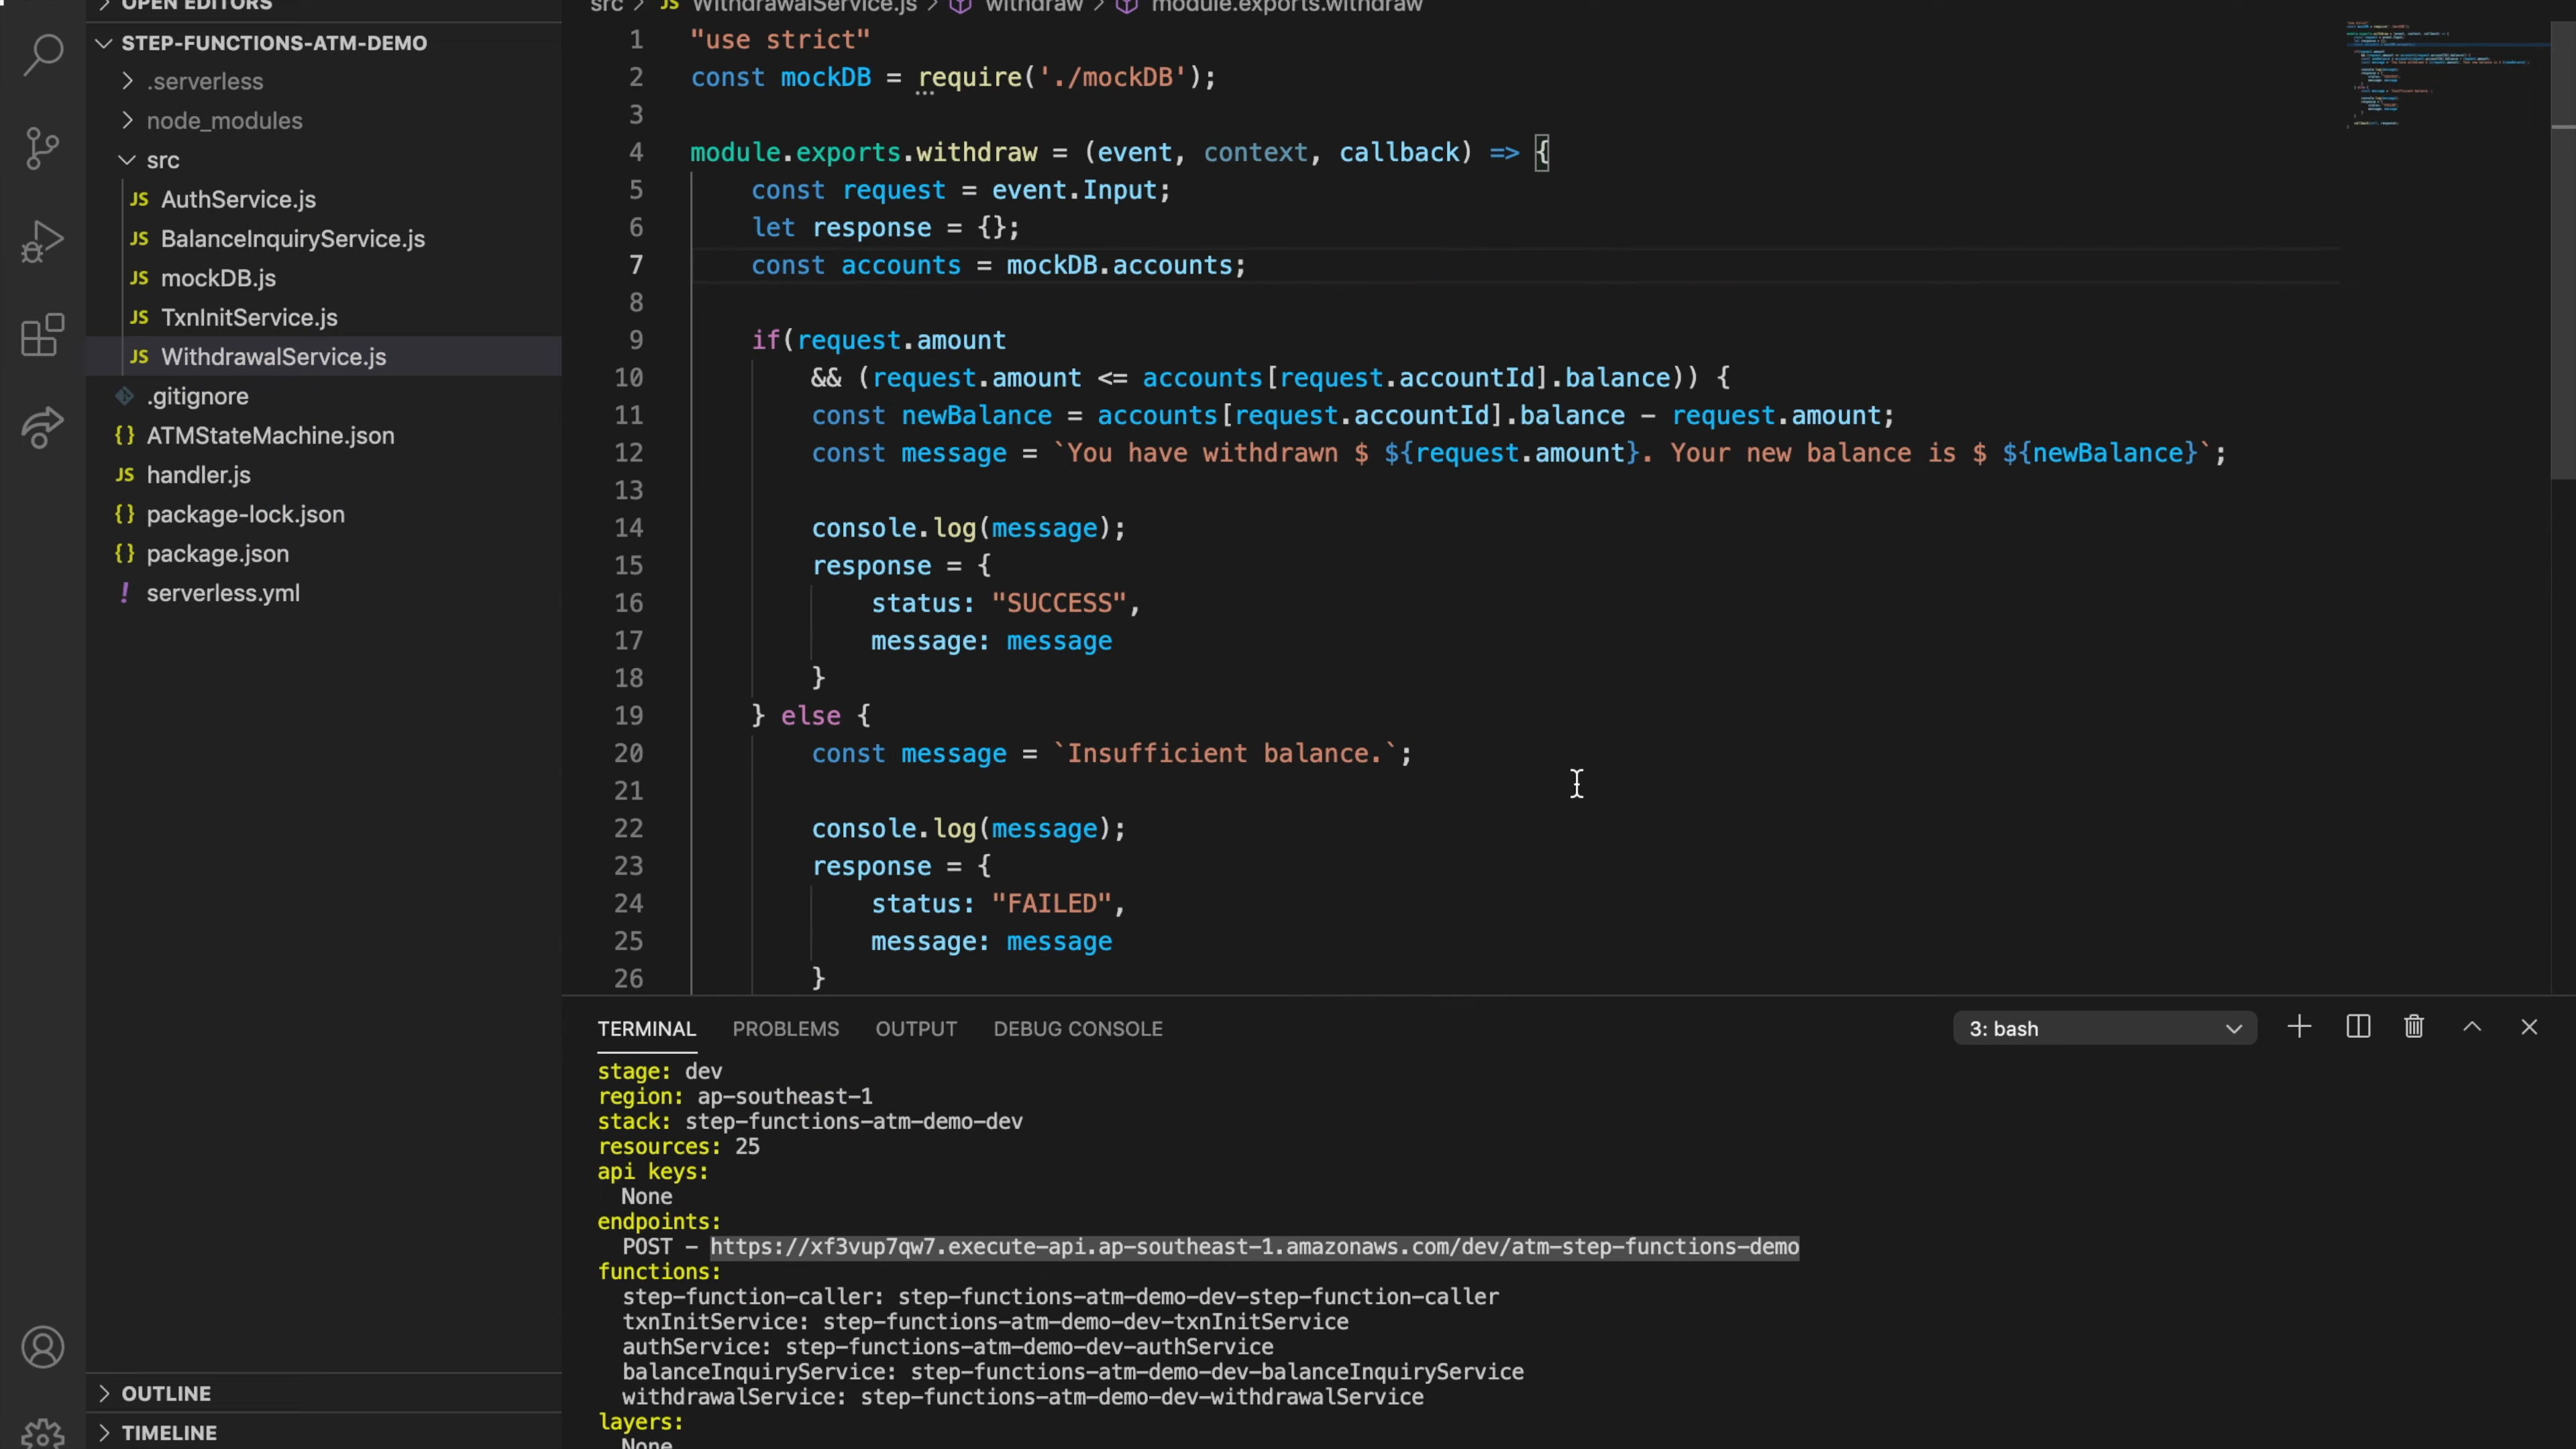 OPEN EDITORS
STEP-FUNCTIONS-ATM-DEMO
.serverless
node_modules
src
JS AuthService.js
JS BalanceInquiryService.js
JS mockDB.js
JS TxnInitService.js
JS WithdrawalService.js
.gitignore
{} ATMStateMachine.json
JS handler.js
{} package-lock.json
{} package.json
! serverless.yml
OUTLINE
TIMELINE
src > JS WithdrawalService.js > withdraw > module.exports.withdraw
1 "use strict"
2 const mockDB = require('./mockDB');
3
4 module.exports.withdraw = (event, context, callback) => {
5 const request = event.Input;
6 let response = {};
7 const accounts = mockDB.accounts;
8
9 if(request.amount
10 && (request.amount <= accounts[request.accountId].balance)) {
11 const newBalance = accounts[request.accountId].balance - request.amount;
12 const message = `You have withdrawn $ ${request.amount}. Your new balance is $ ${newBalance}`;
13
14 console.log(message);
15 response = {
16 status: "SUCCESS",
17 message: message
18 }
19 } else {
20 const message = `Insufficient balance.`;
21
22 console.log(message);
23 response = {
24 status: "FAILED",
25 message: message
26 }
TERMINAL PROBLEMS OUTPUT DEBUG CONSOLE 3: bash
stage: dev
region: ap-southeast-1
stack: step-functions-atm-demo-dev
resources: 25
api keys:
None
endpoints:
POST - https://xf3vup7qw7.execute-api.ap-southeast-1.amazonaws.com/dev/atm-step-functions-demo
functions:
step-function-caller: step-functions-atm-demo-dev-step-function-caller
txnInitService: step-functions-atm-demo-dev-txnInitService
authService: step-functions-atm-demo-dev-authService
balanceInquiryService: step-functions-atm-demo-dev-balanceInquiryService
withdrawalService: step-functions-atm-demo-dev-withdrawalService
layers:
None